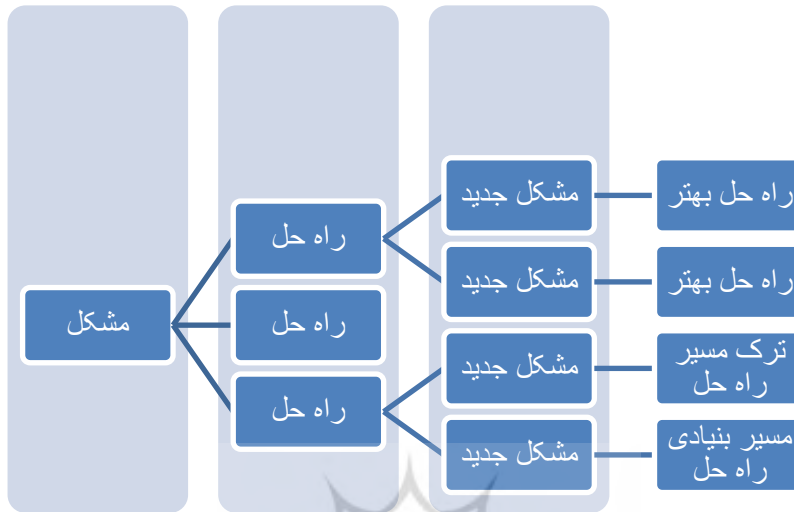 مشکل
راه حل
راه حل
راه حل
مشکل جدید
مشکل جدید
مشکل جدید
مشکل جدید
راه حل بهتر
راه حل بهتر
ترک مسیر
راه حل
مسیر بنیادی
راه حل